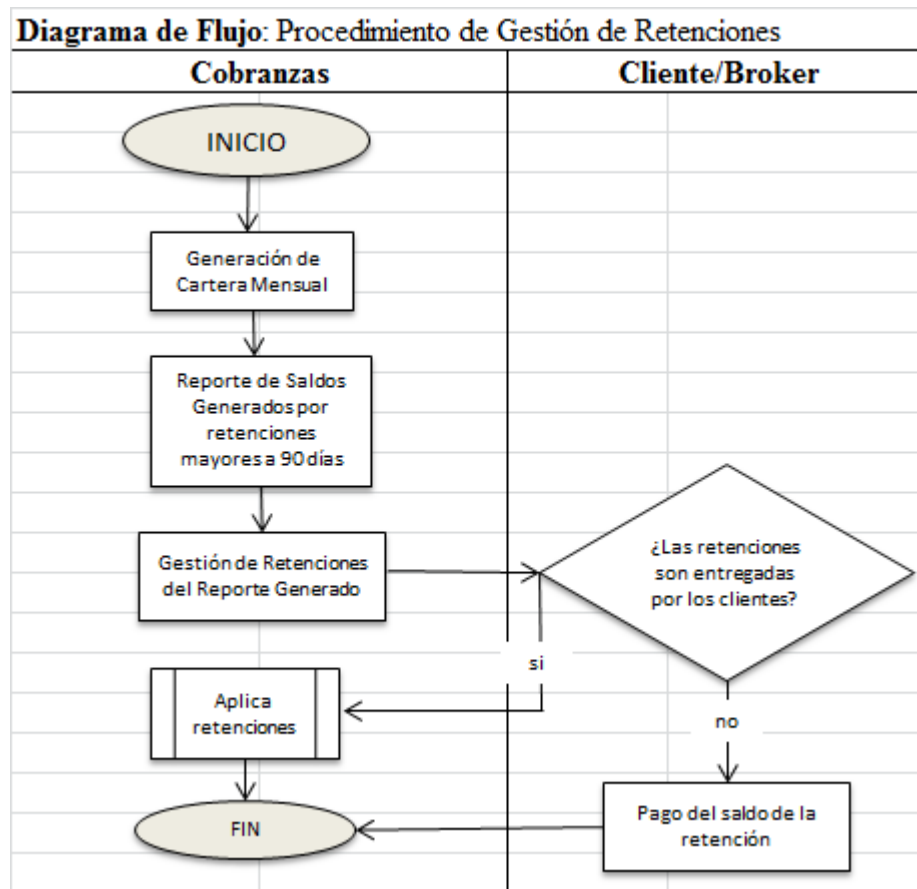 Diagrama de Flujo: Procedimiento de Gestión de Retenciones
Cobranzas
Cliente/Broker
INICIO
Generación de
Cartera Mensual
Reporte de Saldos
Generados por
retenciones
mayores a 90 días
Gestión de Retenciones
del Reporte Generado
¿Las retenciones
son entregadas
por los clientes?
si
Aplica
retenciones
no
Pago del saldo de la
retención
FIN